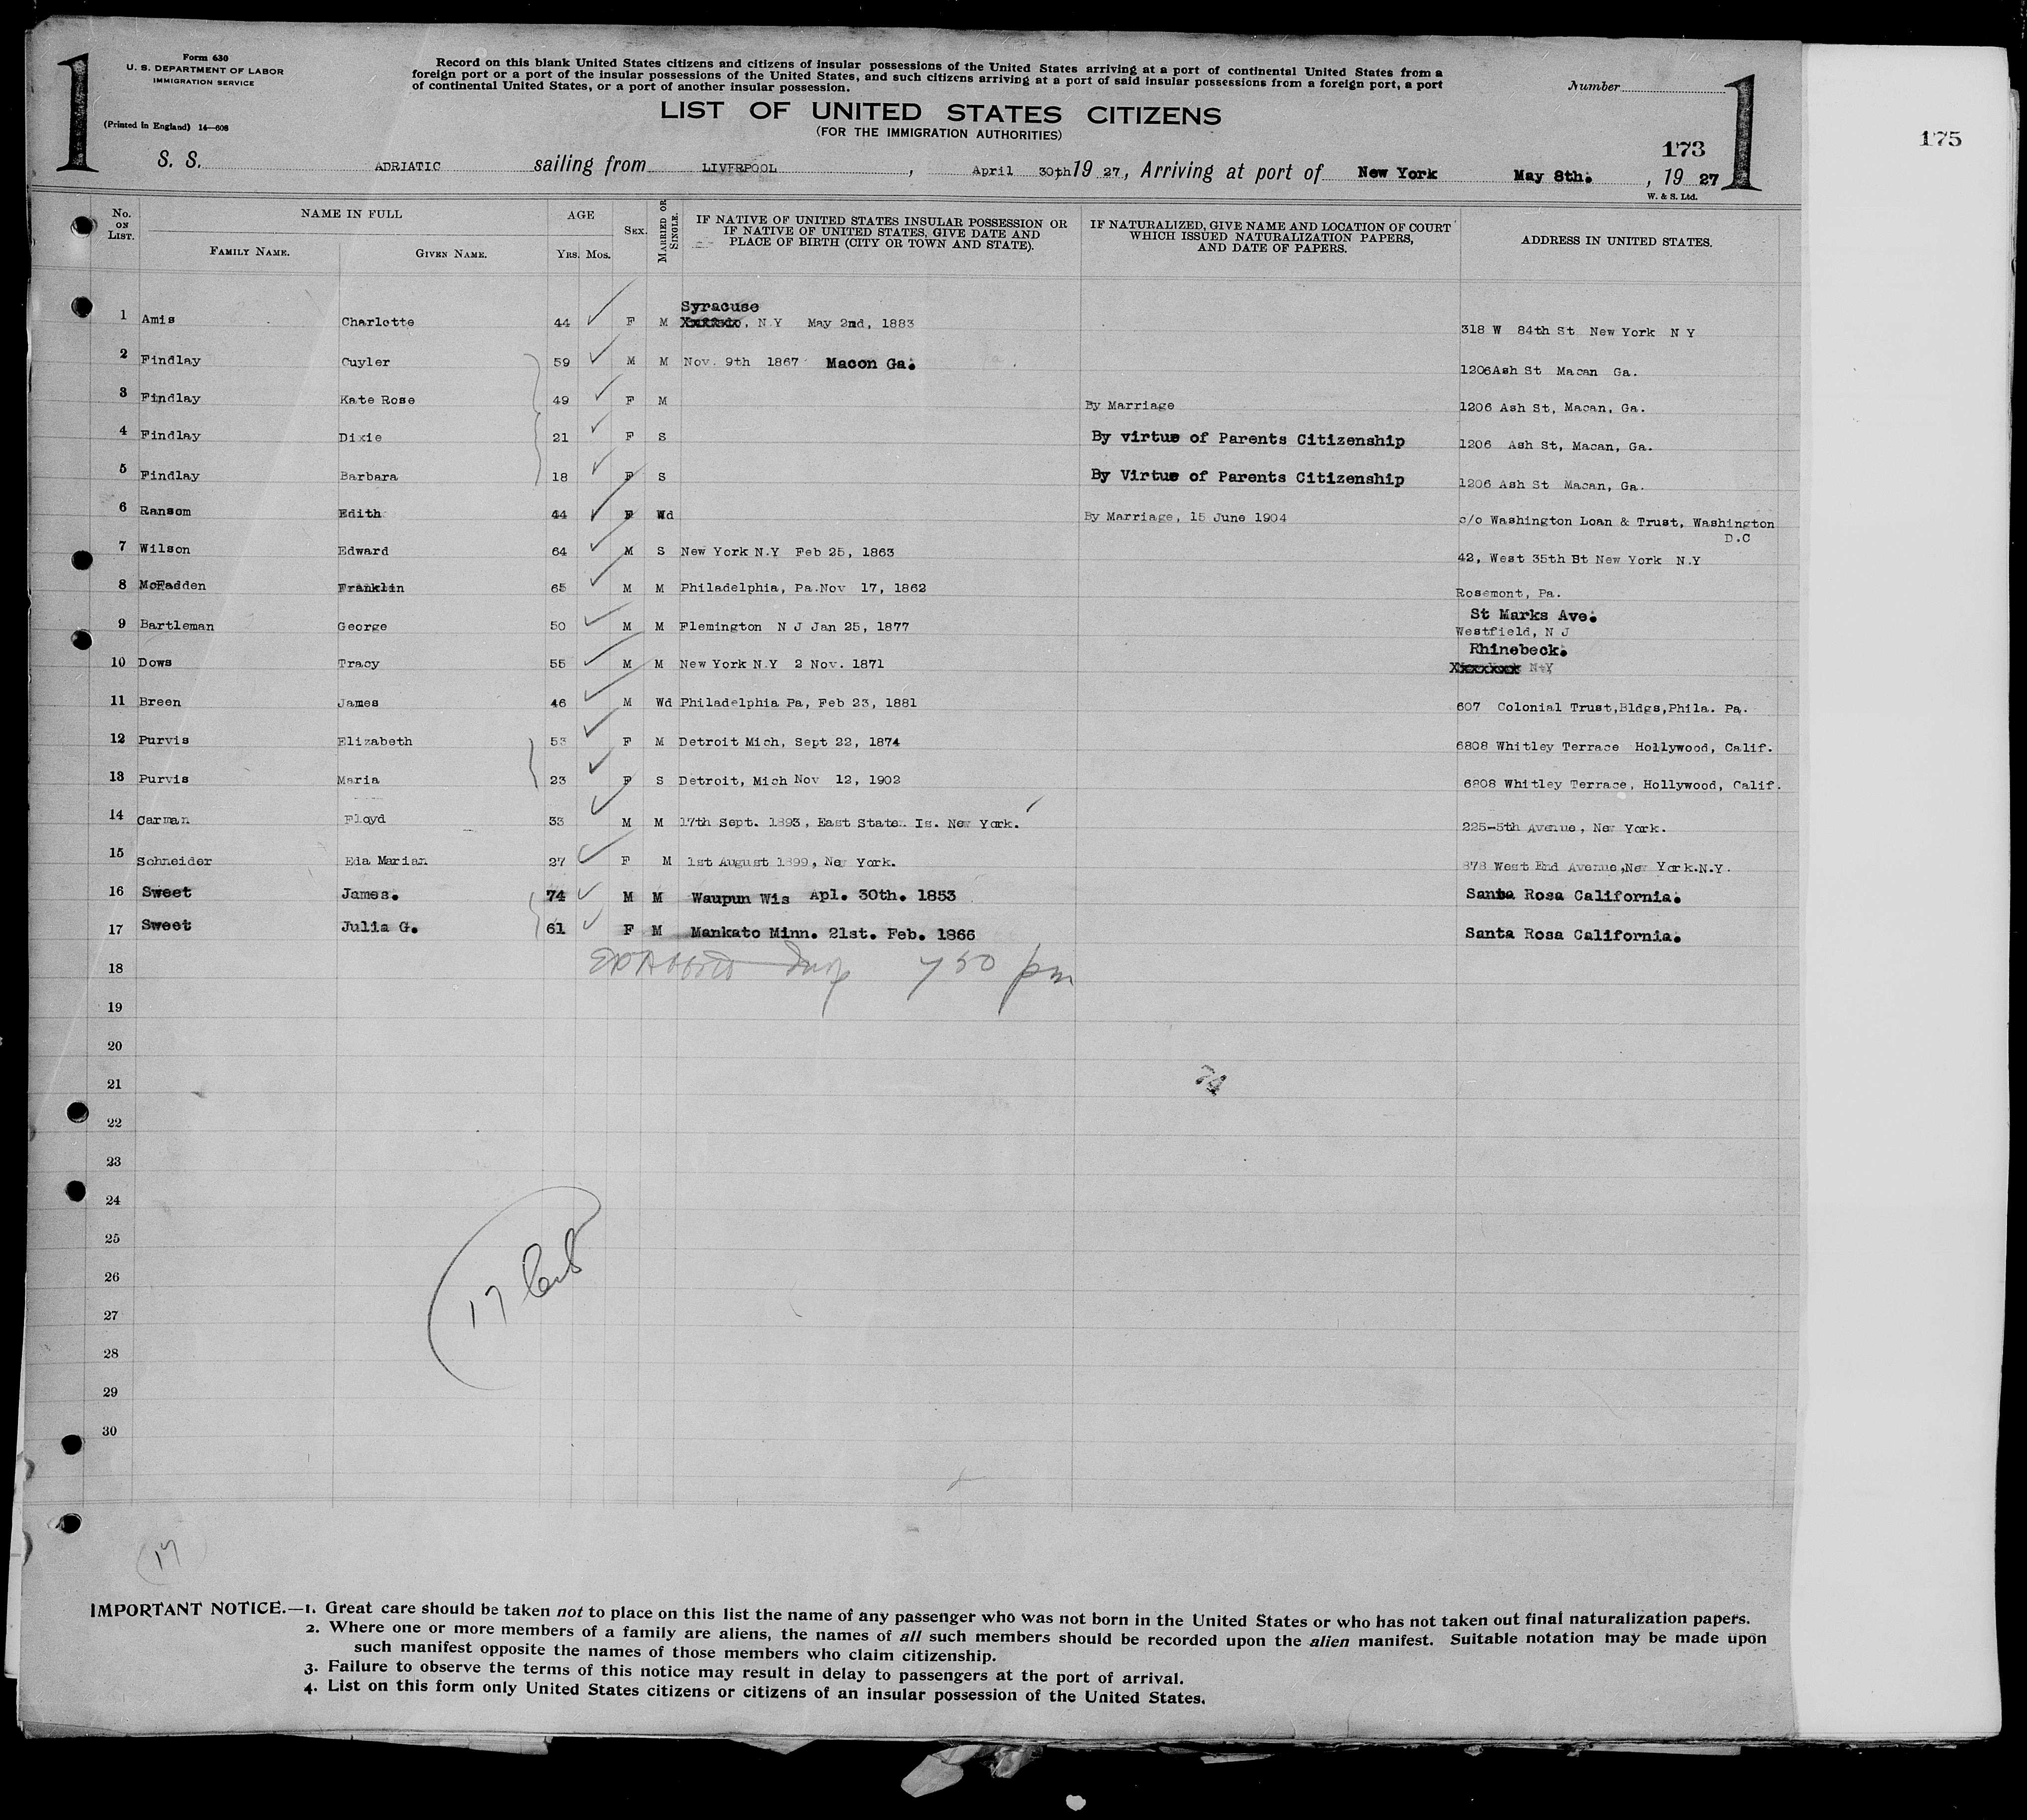 1
Form 630
U. S. DEPARTMENT OF LABOR
IMMIGRATION SERVICE
(Printed in England) 14—608
Record on this blank United States citizens and citizens of insular possessions of the United States arriving at a port of continental United States from a
foreign port or a port of the insular possessions of the United States, and such citizens arriving at a port of said insular possessions from a foreign port, a port
of continental United States, or a port of another insular possession.
Number
1
LIST OF UNITED STATES CITIZENS
(FOR THE IMMIGRATION AUTHORITIES)
173
175
S. S. ADRIATIC sailing from LIVERPOOL, April 30th 19 27, Arriving at port of New York May 8th. , 19 27
W. & S. Ltd.
No. ON LIST. NAME IN FULL AGE SEX. MARRIED OR SINGLE. IF NATIVE OF UNITED STATES INSULAR POSSESSION OR IF NATIVE OF UNITED STATES, GIVE DATE AND PLACE OF BIRTH (CITY OR TOWN AND STATE). IF NATURALIZED, GIVE NAME AND LOCATION OF COURT WHICH ISSUED NATURALIZATION PAPERS, AND DATE OF PAPERS. ADDRESS IN UNITED STATES.
FAMILY NAME. GIVEN NAME. YRS. MOS.
Syracuse
1 Amis Charlotte 44 F M , N.Y May 2nd, 1883 318 W 84th St New York N Y
2 Findlay Cuyler 59 M M Nov. 9th 1867 Macon Ga. 1206Ash St Macan Ga.
3 Findlay Kate Rose 49 F M By Marriage 1206 Ash St, Macan, Ga.
4 Findlay Dixie 21 F S By virtue of Parents Citizenship 1206 Ash St, Macan, Ga.
5 Findlay Barbara 18 F S By Virtue of Parents Citizenship 1206 Ash St Macan, Ga.
6 Ransom Edith 44 F Wd By Marriage, 15 June 1904 c/o Washington Loan & Trust, Washington
D.C
7 Wilson Edward 64 M S New York N.Y Feb 25, 1863 42, West 35th St New York N.Y
8 McFadden Franklin 65 M M Philadelphia, Pa.Nov 17, 1862 Rosemont, Pa.
St Marks Ave.
9 Bartleman George 50 M M Flemington N J Jan 25, 1877 Westfield, N J
Rhinebeck.
10 Dows Tracy 55 M M New York N.Y 2 Nov. 1871 Xxxxxxx N.Y
11 Breen James 46 M Wd Philadelphia Pa, Feb 23, 1881 607 Colonial Trust,Bldgs,Phila. Pa.
12 Purvis Elizabeth 53 F M Detroit Mich, Sept 22, 1874 6808 Whitley Terrace Hollywood, Calif.
13 Purvis Maria 23 F S Detroit, Mich Nov 12, 1902 6808 Whitley Terrace, Hollywood, Calif.
14 Carman Floyd 33 M M 17th Sept. 1893, East Staten Is. New York. 225-5th Avenue, New York.
15 Schneider Eda Marian 27 F M 1st August 1899, New York. 878 West End Avenue,New York.N.Y.
16 Sweet James. 74 M M Waupun Wis Apl. 30th. 1853 Santa Rosa California.
17 Sweet Julia G. 61 F M Mankato Minn. 21st. Feb. 1866 Santa Rosa California.
18
7 50 pm
19
20
21
22
23
24
25
26
17
27
28
29
30
17
IMPORTANT NOTICE.—1. Great care should be taken not to place on this list the name of any passenger who was not born in the United States or who has not taken out final naturalization papers.
2. Where one or more members of a family are aliens, the names of all such members should be recorded upon the alien manifest. Suitable notation may be made upon
such manifest opposite the names of those members who claim citizenship.
3. Failure to observe the terms of this notice may result in delay to passengers at the port of arrival.
4. List on this form only United States citizens or citizens of an insular possession of the United States.